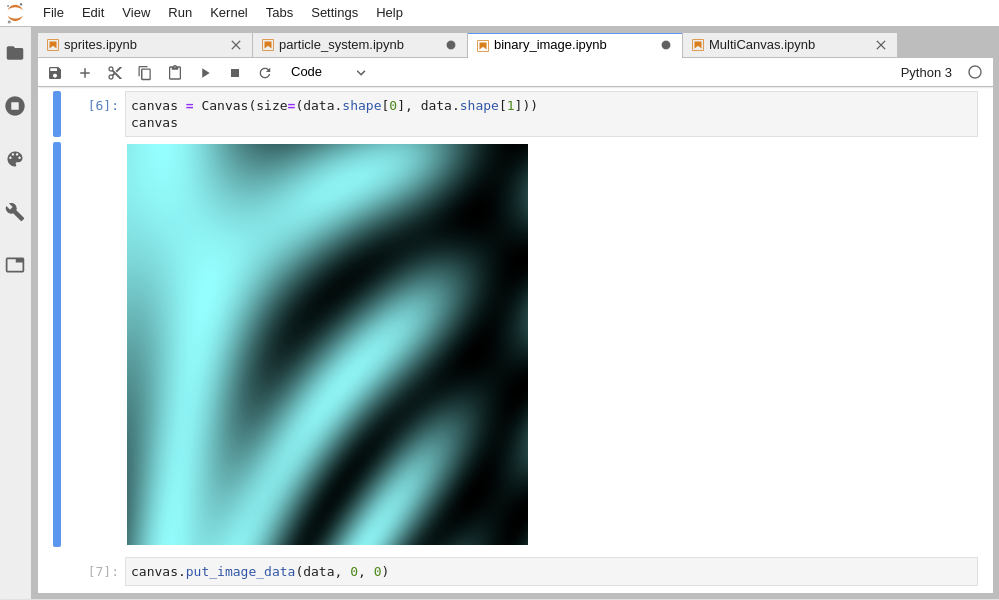 File Edit View Run Kernel Tabs Settings Help
sprites.ipynb particle_system.ipynb binary_image.ipynb MultiCanvas.ipynb
Code Python 3
[6]: canvas = Canvas(size=(data.shape[0], data.shape[1]))
canvas
[7]: canvas.put_image_data(data, 0, 0)